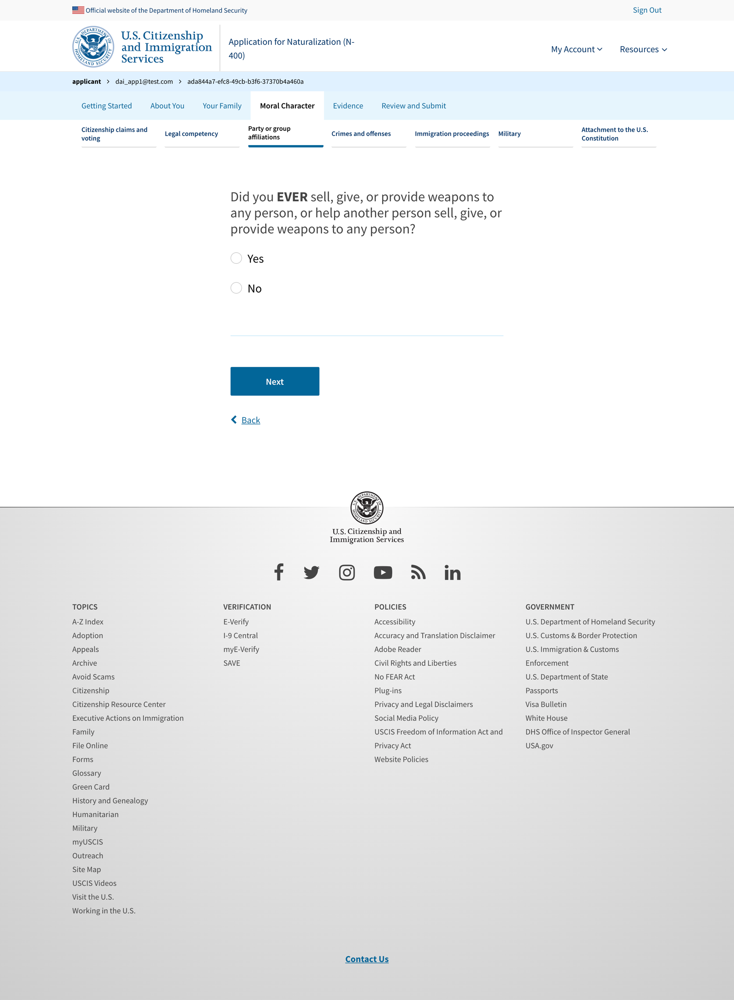 Official website of the Department of Homeland Security
Sign Out
U.S. DEPARTMENT OF HOMELAND SECURITY
U.S. Citizenship
and Immigration
Services
Application for Naturalization (N-
400)
My Account
Resources
applicant
dai_app1@test.com
ada844a7-efc8-49cb-b3f6-37370b4a460a
Getting Started
About You
Your Family
Moral Character
Evidence
Review and Submit
Citizenship claims and
voting
Legal competency
Party or group
affiliations
Crimes and offenses
Immigration proceedings
Military
Attachment to the U.S.
Constitution
Did you EVER sell, give, or provide weapons to
any person, or help another person sell, give, or
provide weapons to any person?
Yes
No
Next
Back
U.S. DEPARTMENT OF HOMELAND SECURITY
U.S. Citizenship and
Immigration Services
TOPICS
A-Z Index
Adoption
Appeals
Archive
Avoid Scams
Citizenship
Citizenship Resource Center
Executive Actions on Immigration
Family
File Online
Forms
Glossary
Green Card
History and Genealogy
Humanitarian
Military
myUSCIS
Outreach
Site Map
USCIS Videos
Visit the U.S.
Working in the U.S.
VERIFICATION
E-Verify
I-9 Central
myE-Verify
SAVE
POLICIES
Accessibility
Accuracy and Translation Disclaimer
Adobe Reader
Civil Rights and Liberties
No FEAR Act
Plug-ins
Privacy and Legal Disclaimers
Social Media Policy
USCIS Freedom of Information Act and
Privacy Act
Website Policies
GOVERNMENT
U.S. Department of Homeland Security
U.S. Customs & Border Protection
U.S. Immigration & Customs
Enforcement
U.S. Department of State
Passports
Visa Bulletin
White House
DHS Office of Inspector General
USA.gov
Contact Us